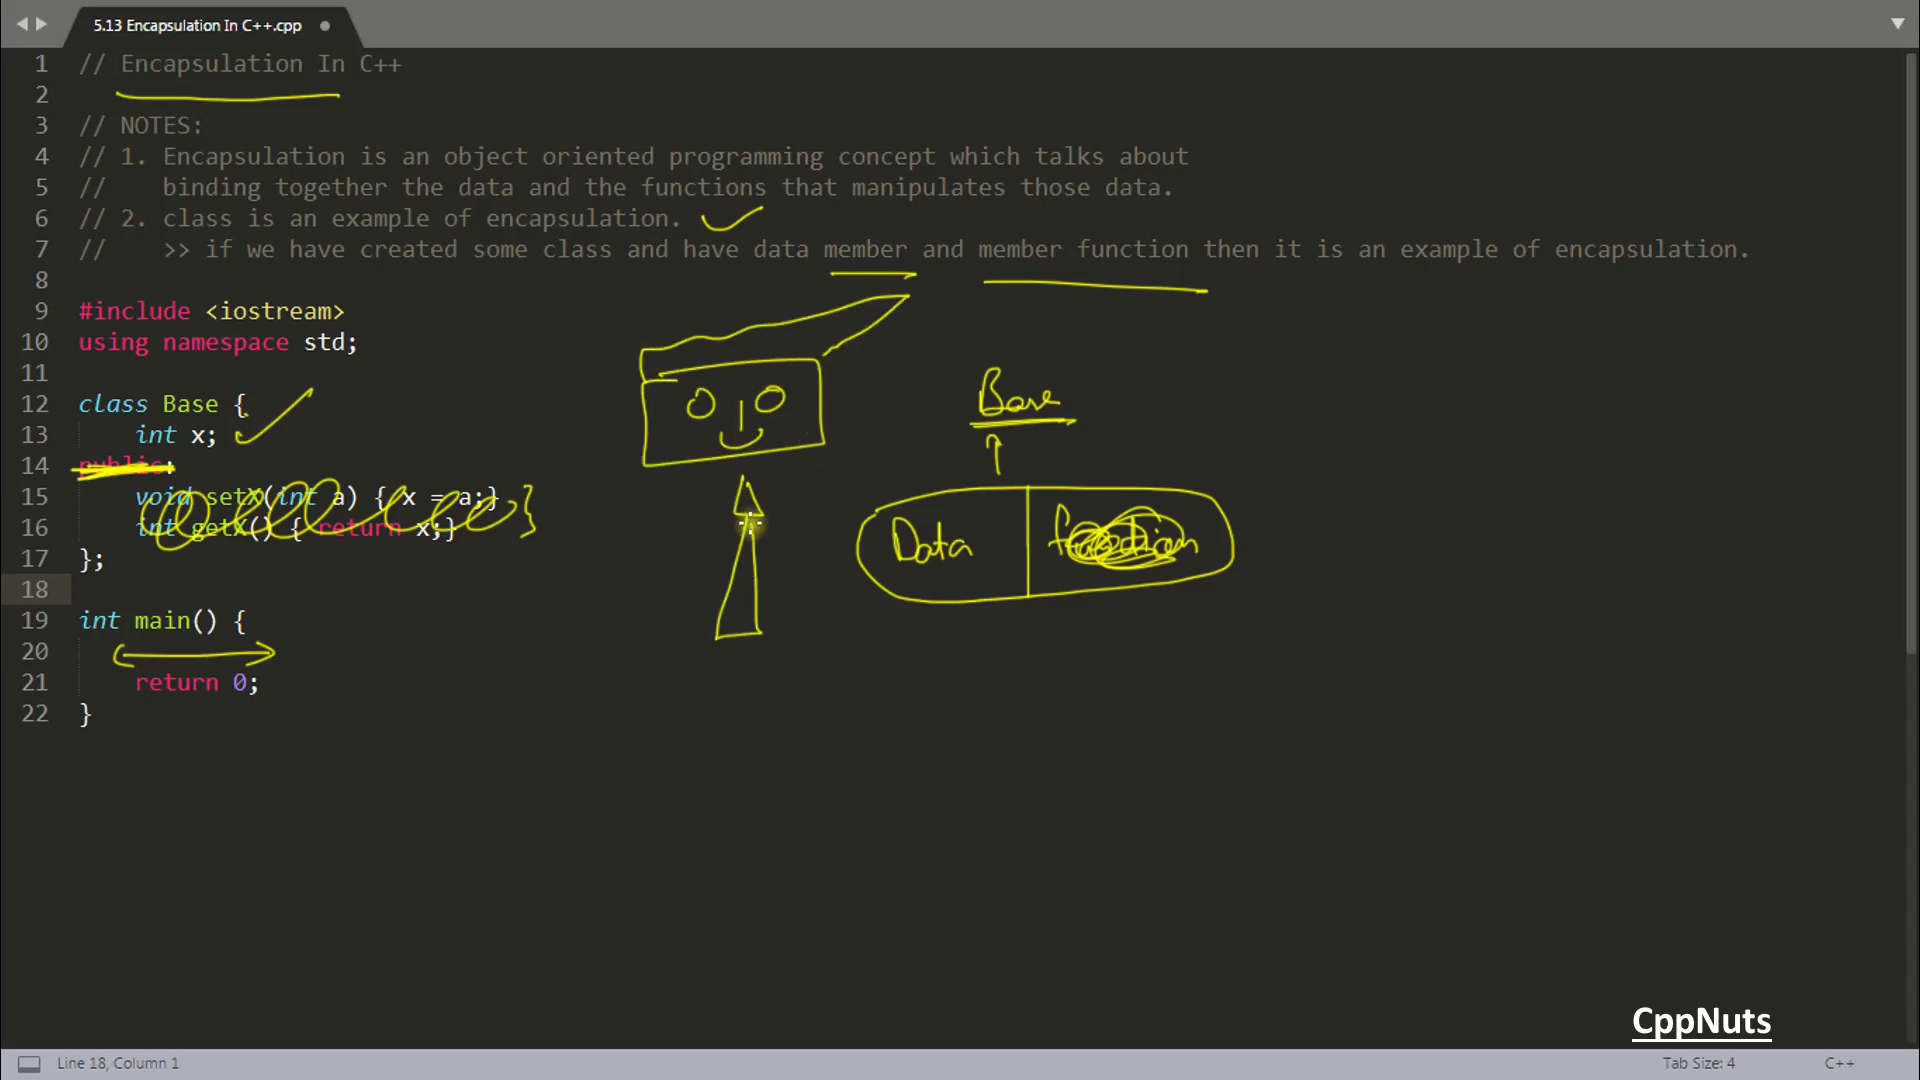 5.13 Encapsulation In C++.cpp
1 // Encapsulation In C++
2
3 // NOTES:
4 // 1. Encapsulation is an object oriented programming concept which talks about
5 //    binding together the data and the functions that manipulates those data.
6 // 2. class is an example of encapsulation.
7 //    >> if we have created some class and have data member and member function then it is an example of encapsulation.
8
9 #include <iostream>
10 using namespace std;
11
12 class Base {
13     int x;
14 public:
15     void setX(int a) { x = a;}
16     int getX() { return x;}
17 };
18
19 int main() {
20
21     return 0;
22 }
Base
Data function
CppNuts
Line 18, Column 1 Tab Size: 4 C++